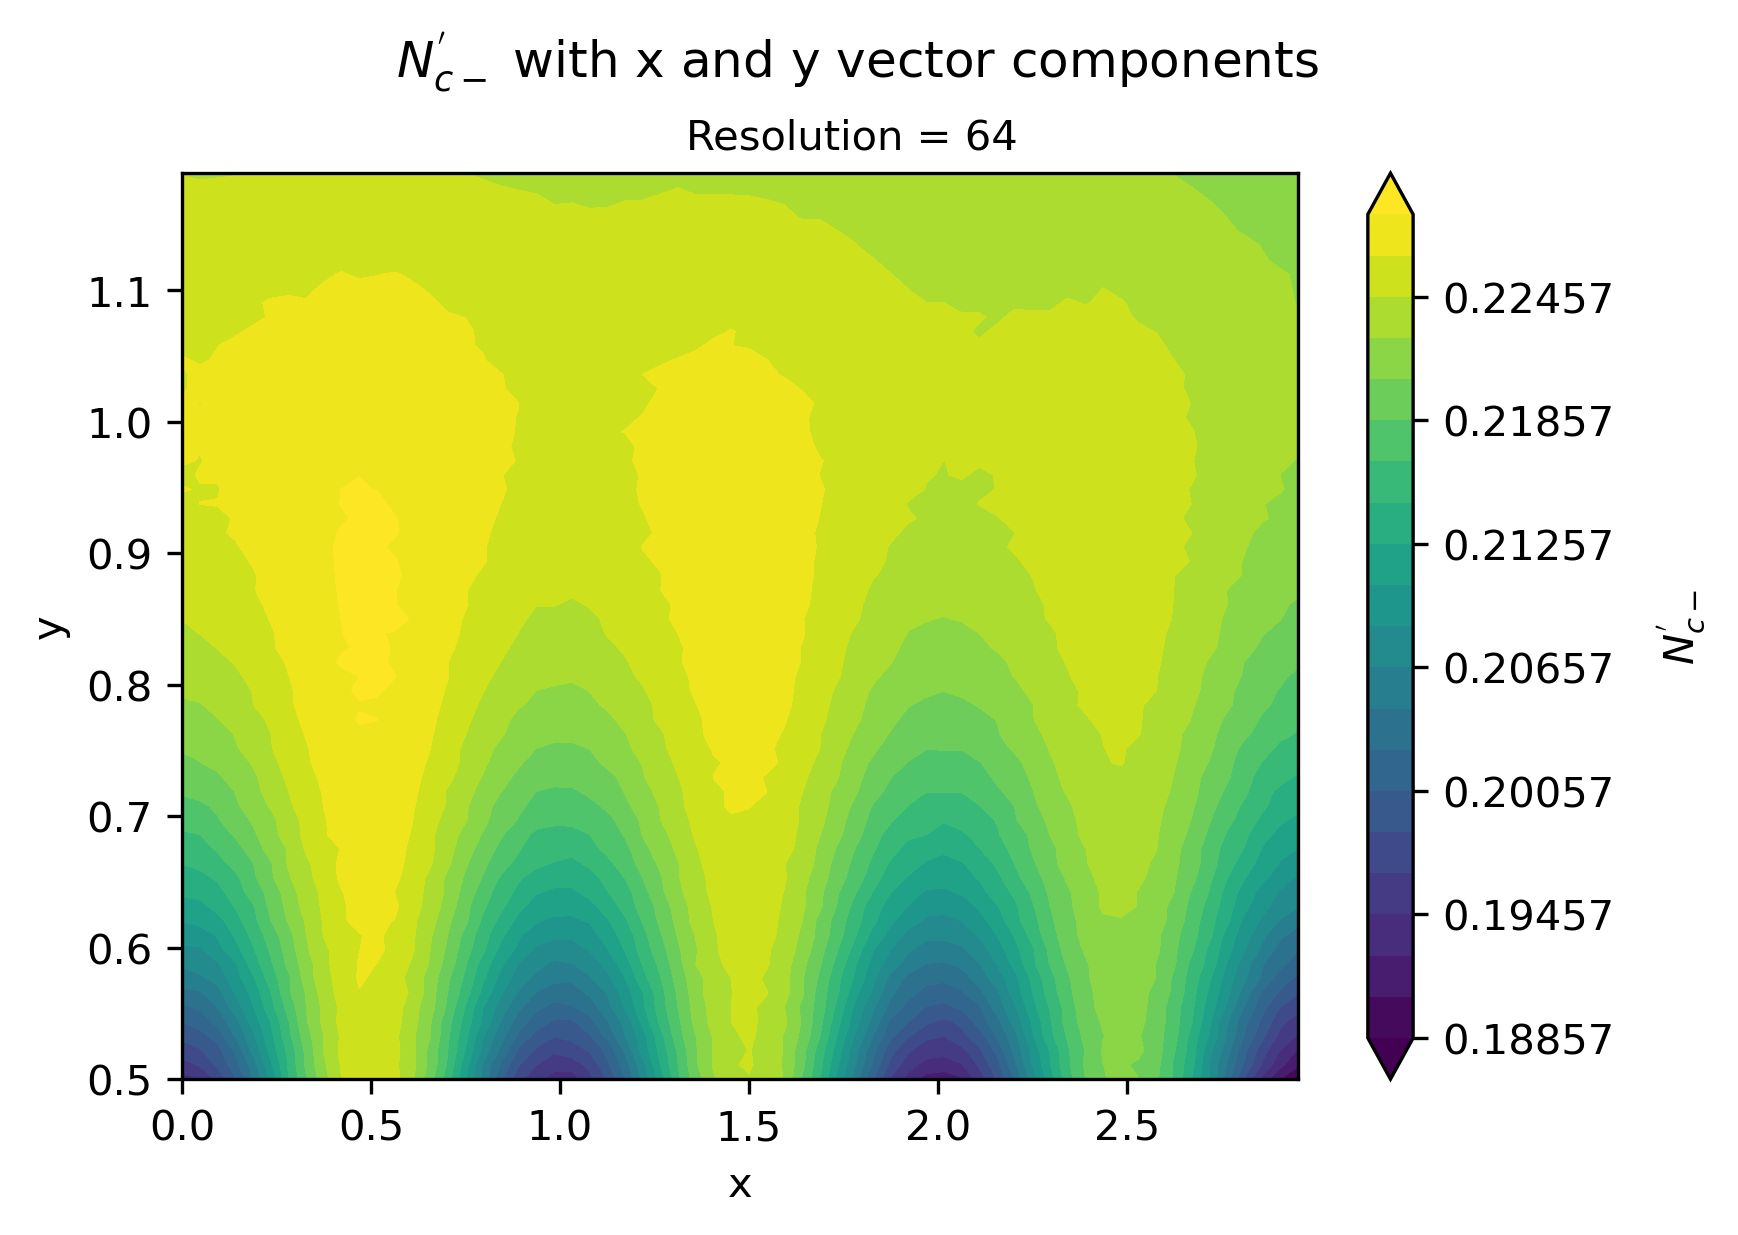 N'c− with x and y vector components
Resolution = 64
1.1
1.0
0.9
0.8
0.7
0.6
0.5
y
0.0 0.5 1.0 1.5 2.0 2.5
x
0.22457
0.21857
0.21257
0.20657
0.20057
0.19457
0.18857
N'c−